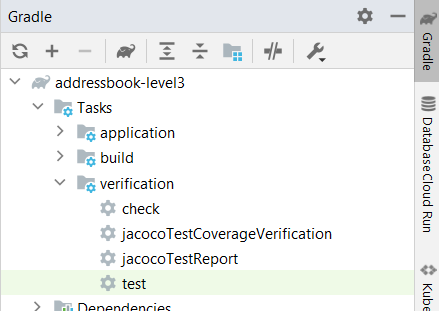 Gradle
addressbook-level3
Tasks
application
build
verification
check
jacocoTestCoverageVerification
jacocoTestReport
test
Dependencies
Gradle
Database
Cloud Run
Kube